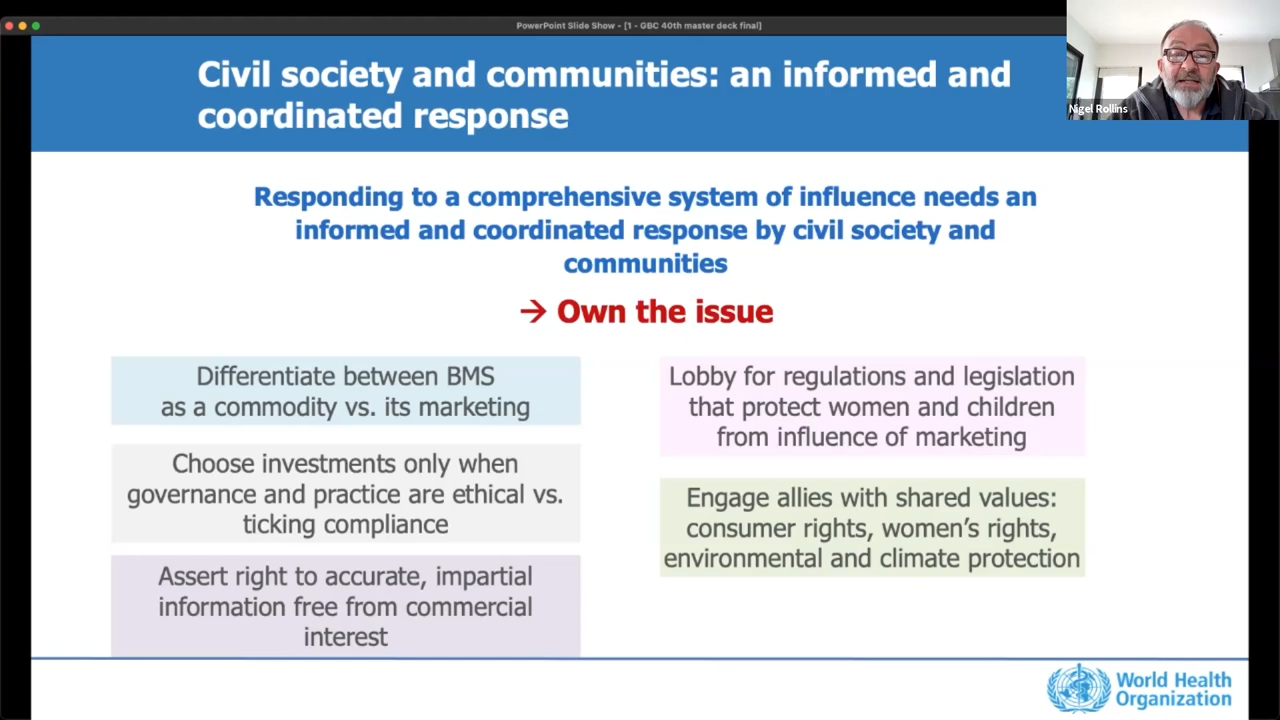 PowerPoint Slide Show - [1 - GBC 40th master deck final]
Nigel Rollins
Civil society and communities: an informed and
coordinated response
Responding to a comprehensive system of influence needs an
informed and coordinated response by civil society and
communities
→ Own the issue
Differentiate between BMS
as a commodity vs. its marketing
Choose investments only when
governance and practice are ethical vs.
ticking compliance
Assert right to accurate, impartial
information free from commercial
interest
Lobby for regulations and legislation
that protect women and children
from influence of marketing
Engage allies with shared values:
consumer rights, women’s rights,
environmental and climate protection
World Health
Organization